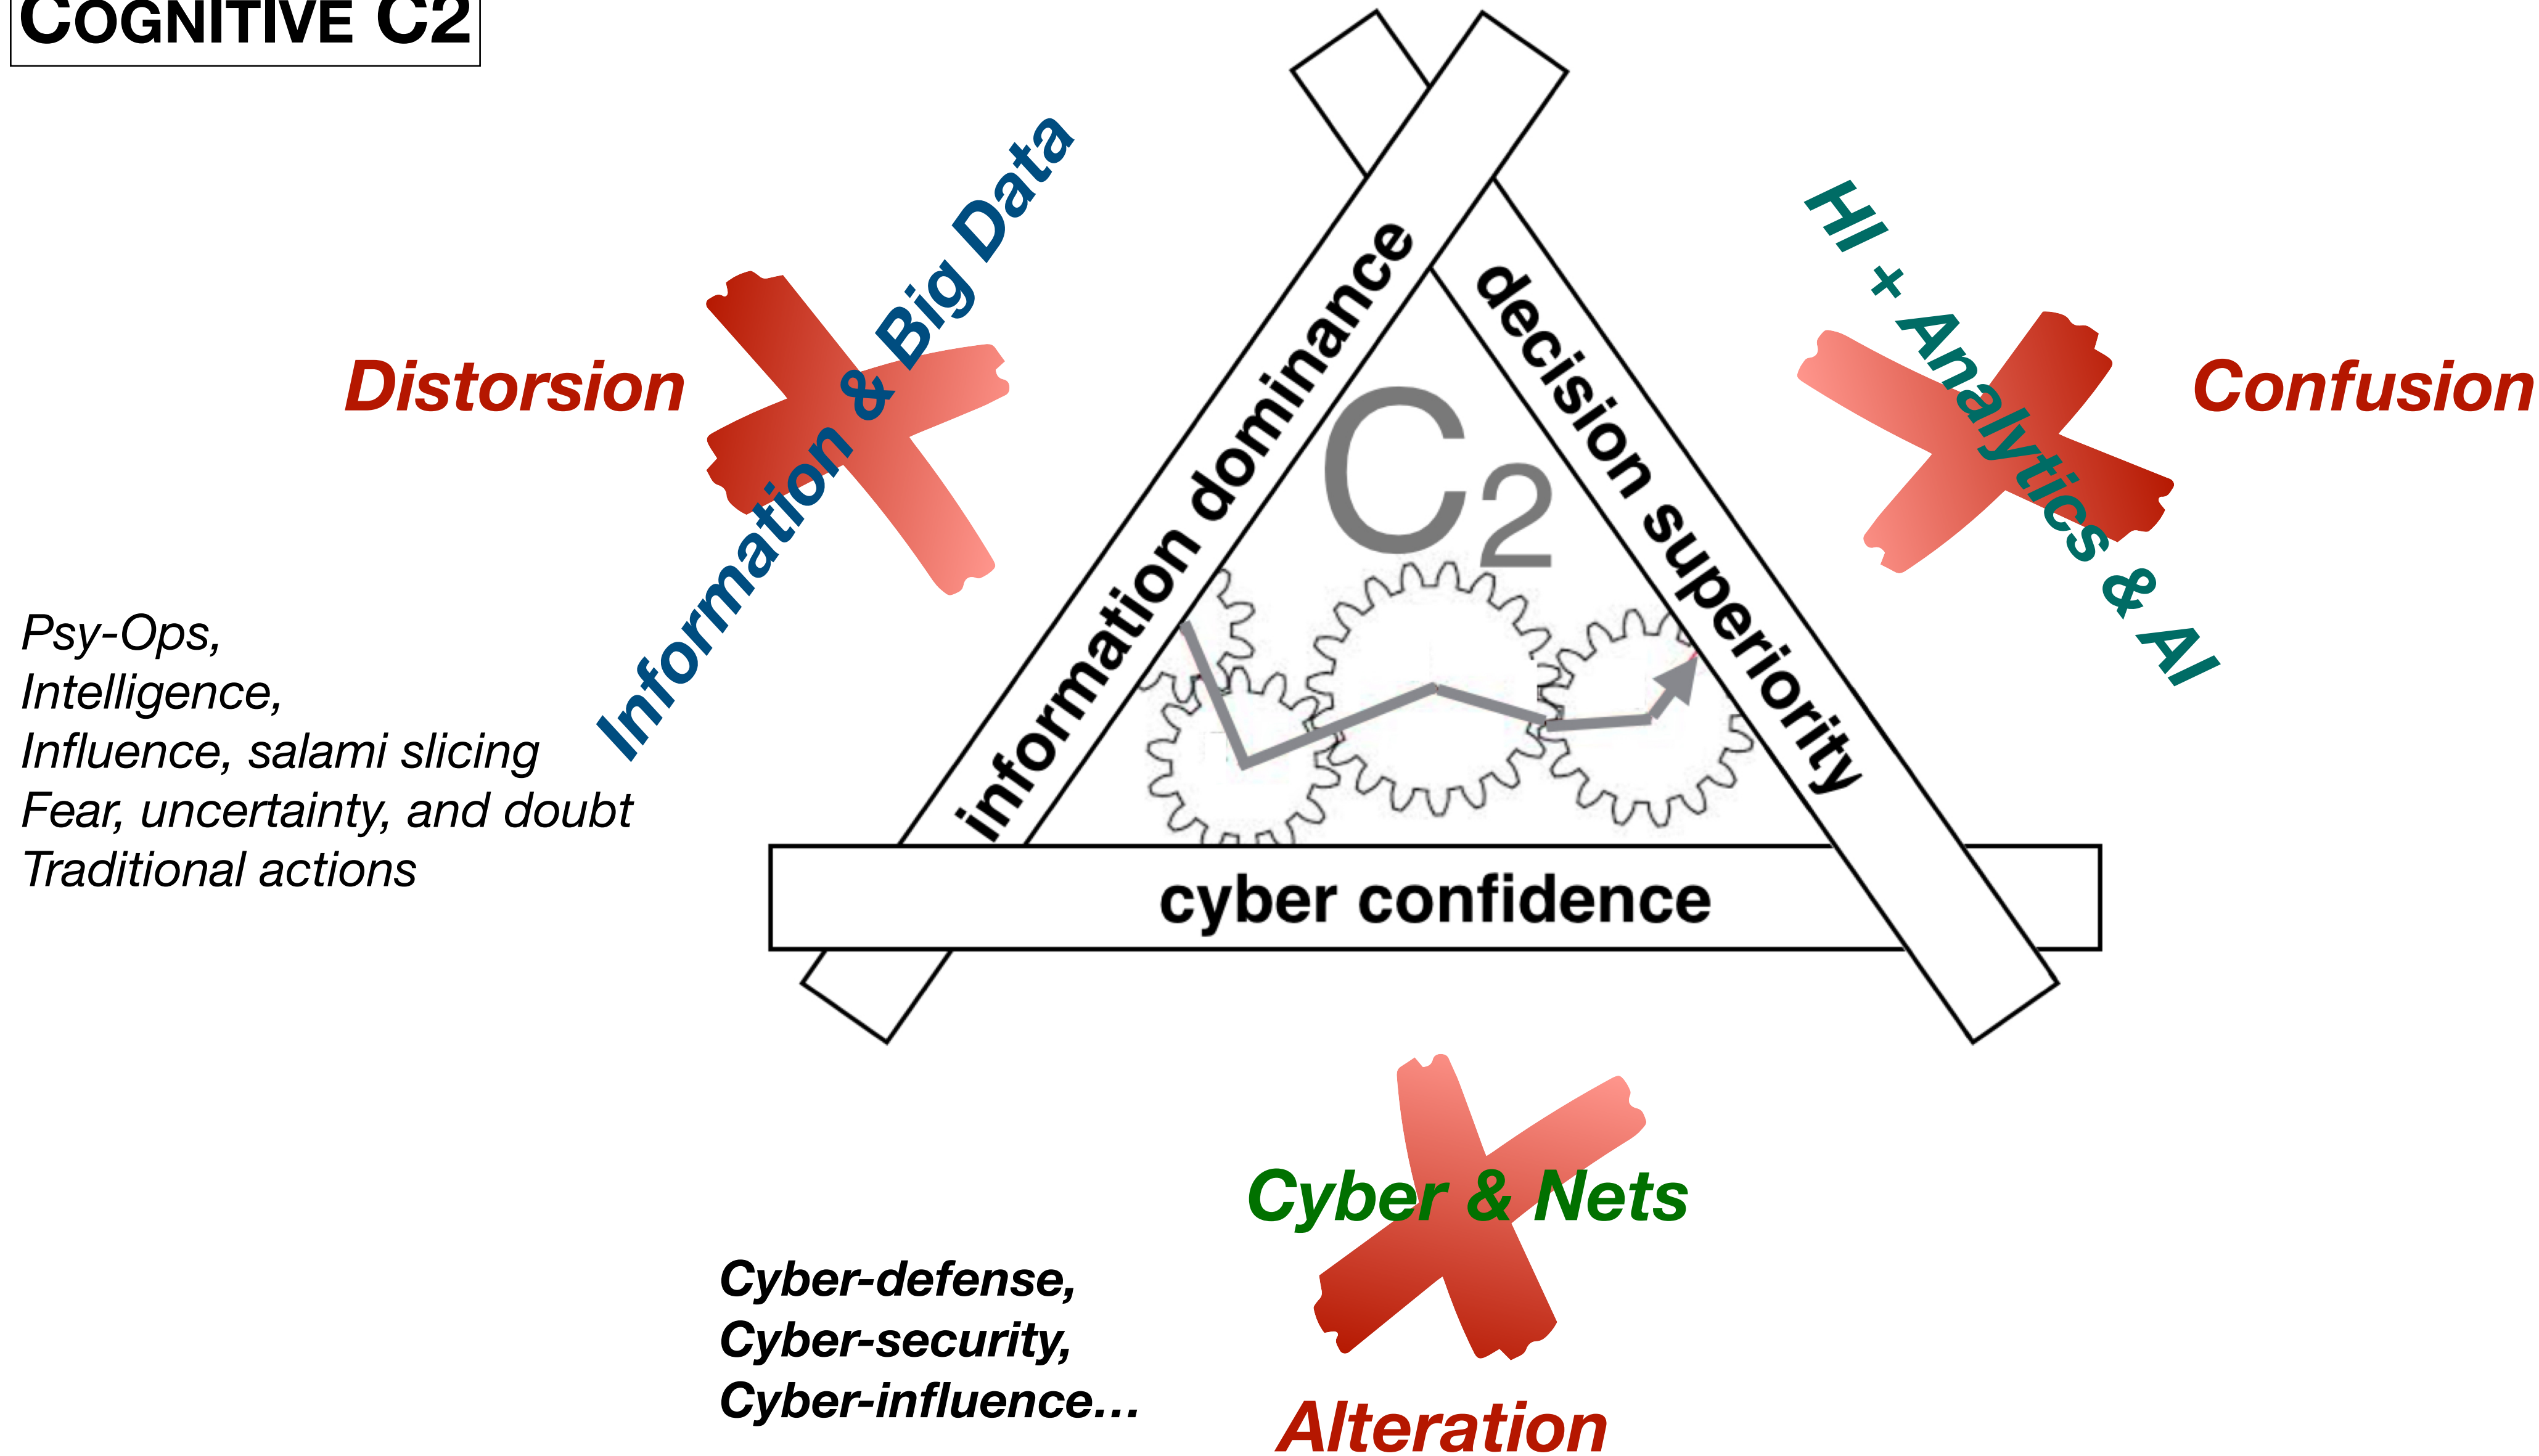 COGNITIVE C2
Information & Big Data
HI + Analytics & AI
Distorsion
Confusion
information dominance
decision superiority
C2
Psy-Ops,
Intelligence,
Influence, salami slicing
Fear, uncertainty, and doubt
Traditional actions
cyber confidence
Cyber & Nets
Cyber-defense,
Cyber-security,
Cyber-influence…
Alteration